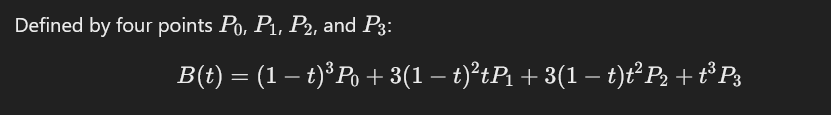 Defined by four points P₀, P₁, P₂, and P₃:
B(t) = (1 − t)³P₀ + 3(1 − t)²tP₁ + 3(1 − t)t²P₂ + t³P₃